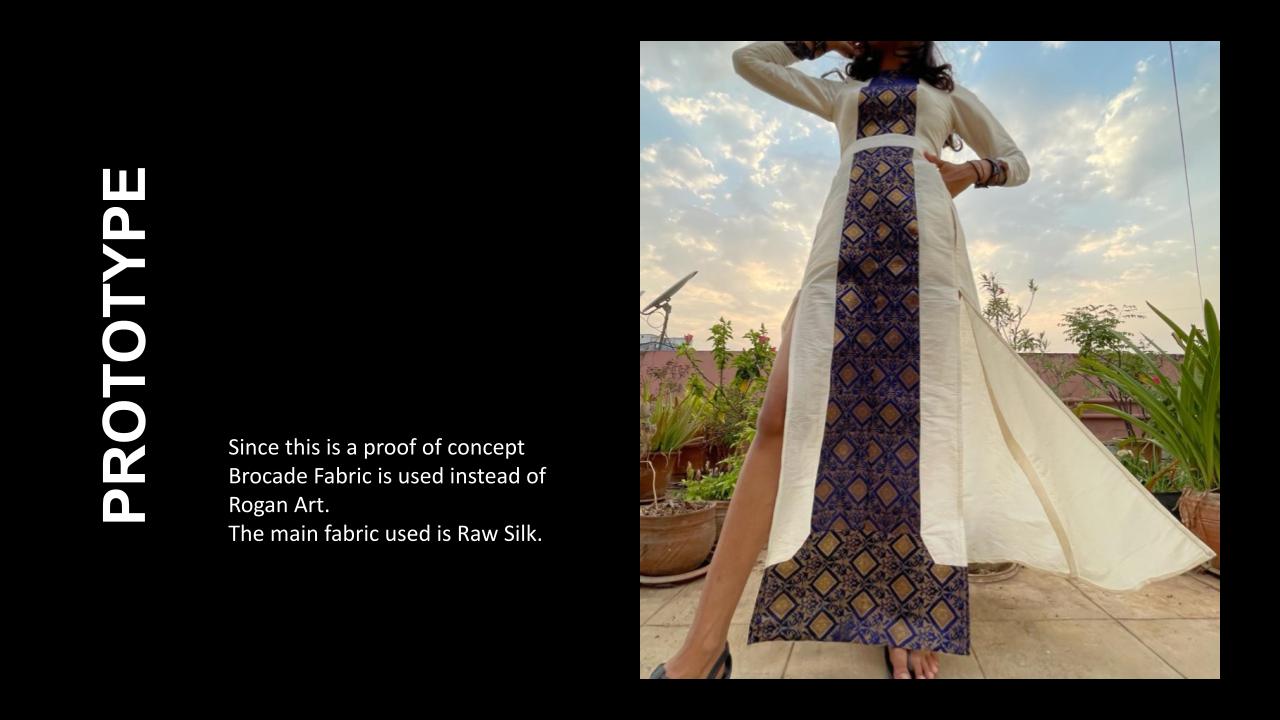 PROTOTYPE
Since this is a proof of concept
Brocade Fabric is used instead of
Rogan Art.
The main fabric used is Raw Silk.